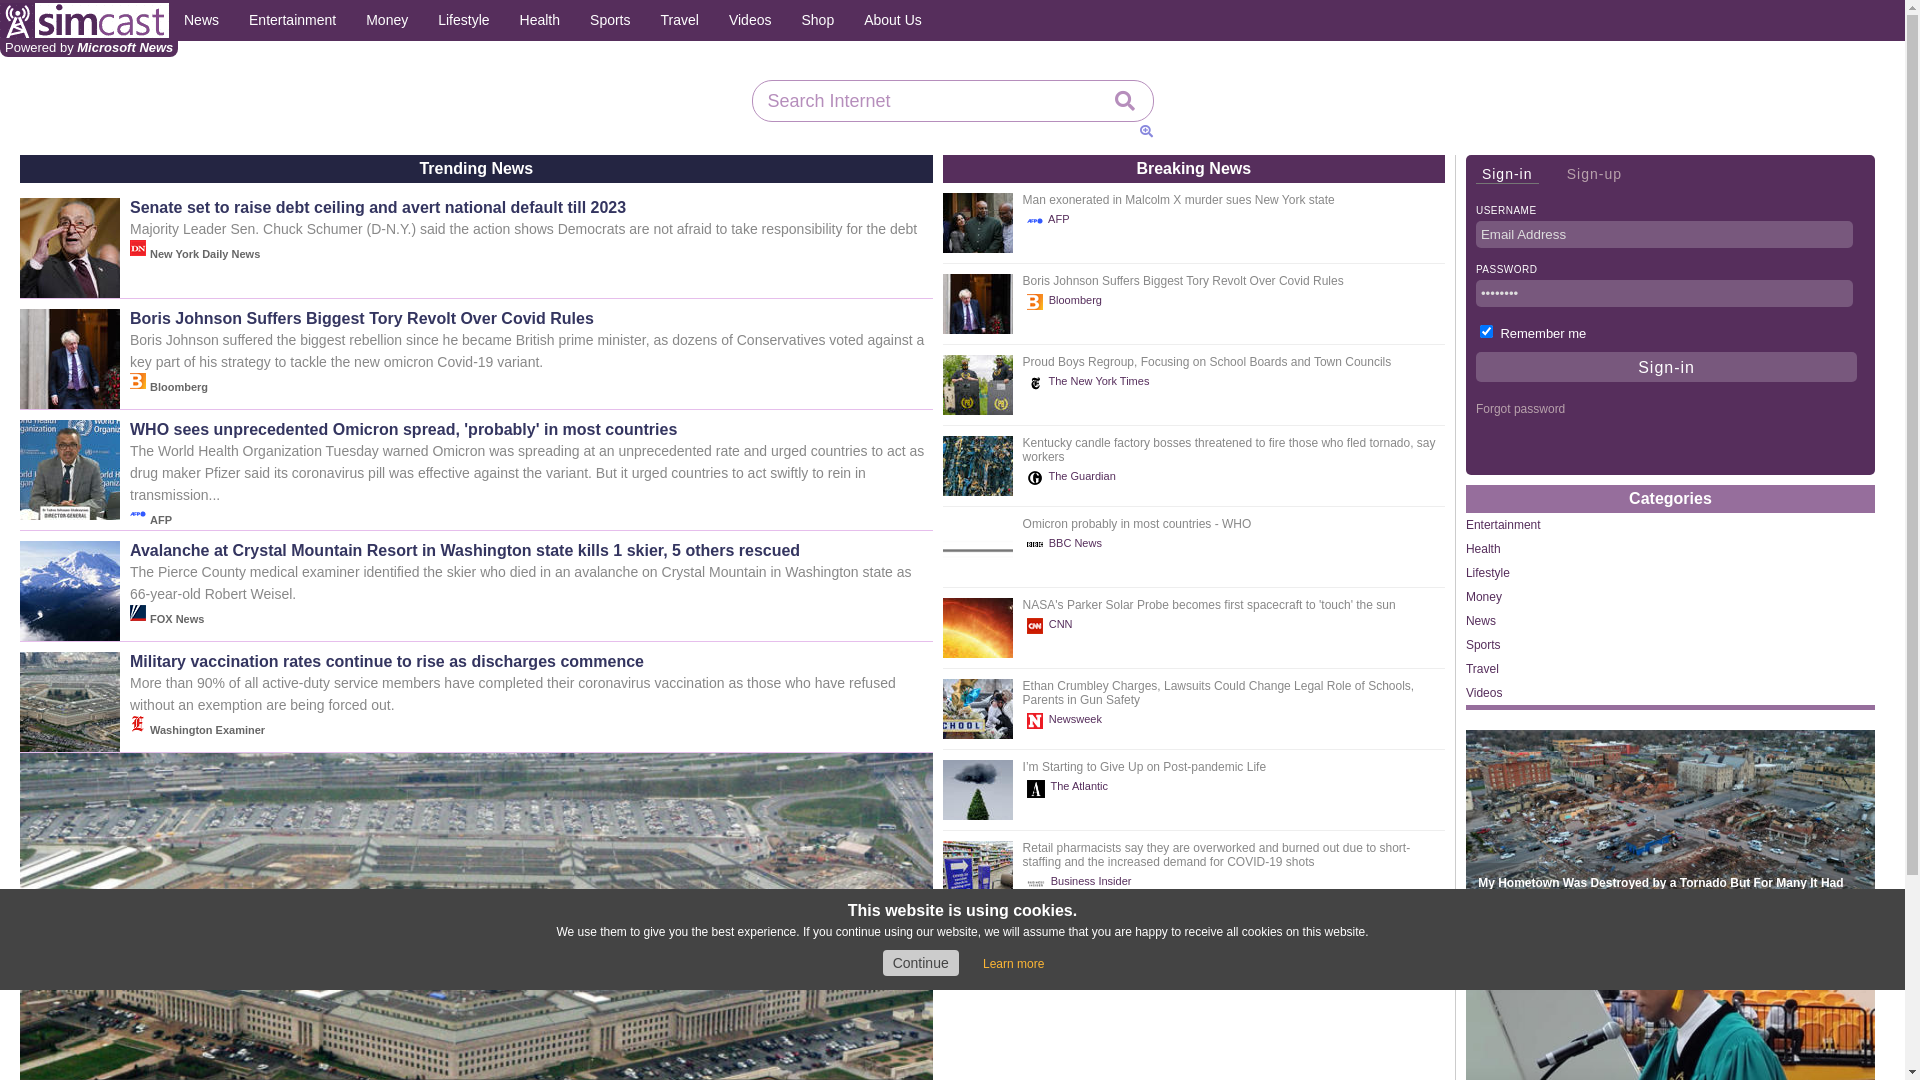 simcast
News
Entertainment
Money
Lifestyle
Health
Sports
Travel
Videos
Shop
About Us
Powered by Microsoft News
Search Internet
Trending News
Senate set to raise debt ceiling and avert national default till 2023
Majority Leader Sen. Chuck Schumer (D-N.Y.) said the action shows Democrats are not afraid to take responsibility for the debt
DN
New York Daily News
Boris Johnson Suffers Biggest Tory Revolt Over Covid Rules
Boris Johnson suffered the biggest rebellion since he became British prime minister, as dozens of Conservatives voted against a
key part of his strategy to tackle the new omicron Covid-19 variant.
B
Bloomberg
WHO sees unprecedented Omicron spread, 'probably' in most countries
The World Health Organization Tuesday warned Omicron was spreading at an unprecedented rate and urged countries to act as
drug maker Pfizer said its coronavirus pill was effective against the variant. But it urged countries to act swiftly to rein in
transmission...
DIRECTOR-GENERAL
AFP
AFP
Avalanche at Crystal Mountain Resort in Washington state kills 1 skier, 5 others rescued
The Pierce County medical examiner identified the skier who died in an avalanche on Crystal Mountain in Washington state as
66-year-old Robert Weisel.
FOX News
Military vaccination rates continue to rise as discharges commence
More than 90% of all active-duty service members have completed their coronavirus vaccination as those who have refused
without an exemption are being forced out.
E
Washington Examiner
Breaking News
Man exonerated in Malcolm X murder sues New York state
AFP
AFP
Boris Johnson Suffers Biggest Tory Revolt Over Covid Rules
B
Bloomberg
Proud Boys Regroup, Focusing on School Boards and Town Councils
The New York Times
Kentucky candle factory bosses threatened to fire those who fled tornado, say
workers
G
The Guardian
Omicron probably in most countries - WHO
BBC
BBC News
NASA's Parker Solar Probe becomes first spacecraft to 'touch' the sun
CNN
CNN
Ethan Crumbley Charges, Lawsuits Could Change Legal Role of Schools,
Parents in Gun Safety
CHOOL
N
Newsweek
I'm Starting to Give Up on Post-pandemic Life
A
The Atlantic
Retail pharmacists say they are overworked and burned out due to short-
staffing and the increased demand for COVID-19 shots
Business Insider
Sign-in
Sign-up
USERNAME
Email Address
PASSWORD
••••••••
Remember me
Sign-in
Forgot password
Categories
Entertainment
Health
Lifestyle
Money
News
Sports
Travel
Videos
My Hometown Was Destroyed by a Tornado But For Many It Had
This website is using cookies.
We use them to give you the best experience. If you continue using our website, we will assume that you are happy to receive all cookies on this website.
Continue
Learn more